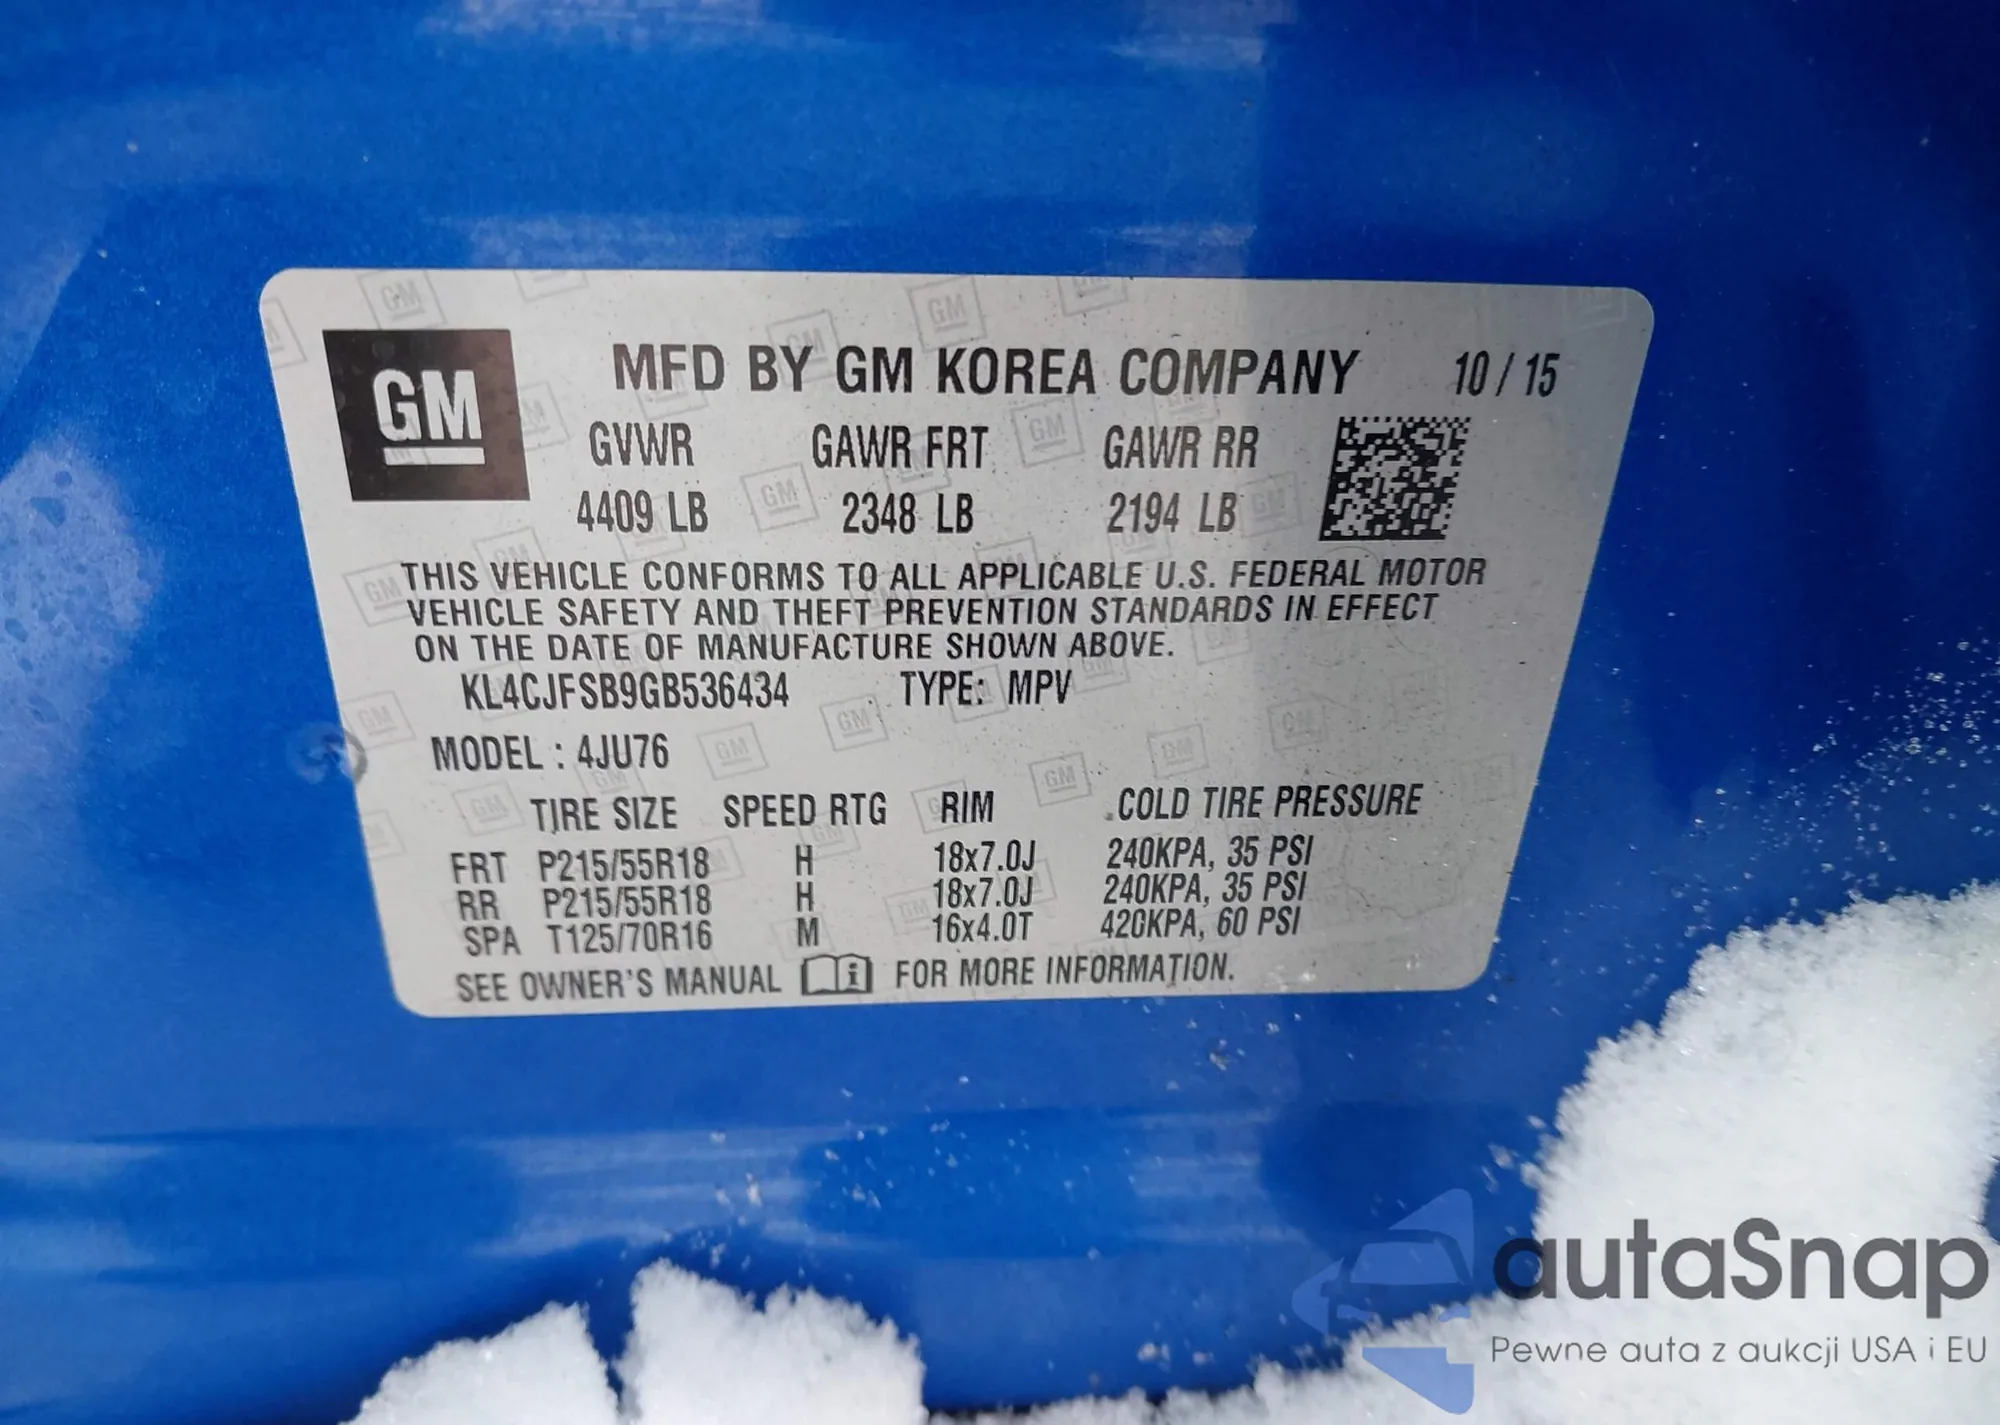 GM
MFD BY GM KOREA COMPANY 10 / 15
GVWR GAWR FRT GAWR RR
4409 LB 2348 LB 2194 LB
THIS VEHICLE CONFORMS TO ALL APPLICABLE U.S. FEDERAL MOTOR
VEHICLE SAFETY AND THEFT PREVENTION STANDARDS IN EFFECT
ON THE DATE OF MANUFACTURE SHOWN ABOVE.
KL4CJFSB9GB536434 TYPE: MPV
MODEL : 4JU76
TIRE SIZE SPEED RTG RIM COLD TIRE PRESSURE
FRT P215/55R18 H 18x7.0J 240KPA, 35 PSI
RR P215/55R18 H 18x7.0J 240KPA, 35 PSI
SPA T125/70R16 M 16x4.0T 420KPA, 60 PSI
SEE OWNER'S MANUAL FOR MORE INFORMATION.
autaSnap
Pewne auta z aukcji USA i EU